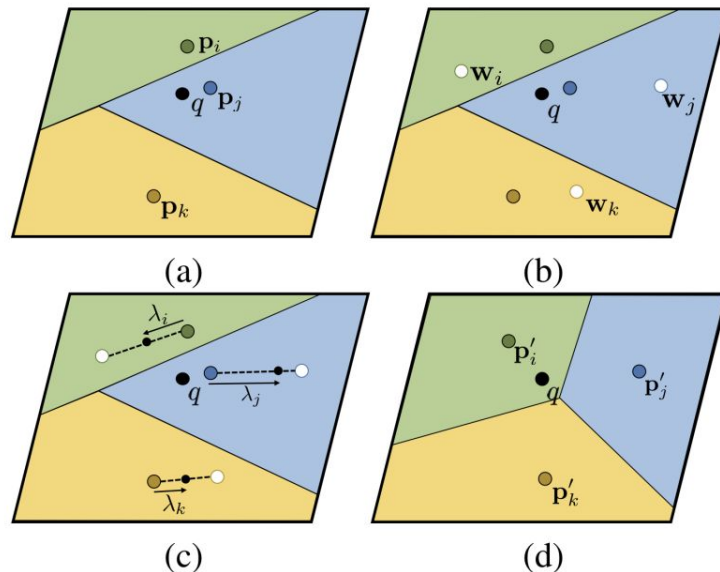 p_i
q
p_j
p_k
(a)
w_i
w_j
q
w_k
(b)
λ_i
q
λ_j
λ_k
(c)
p'_i
p'_j
q
p'_k
(d)